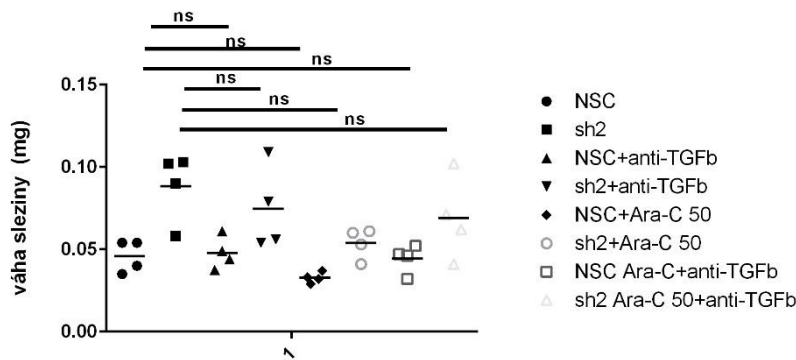 ns
ns
ns
ns
ns
ns
váha sleziny (mg)
0.15
0.10
0.05
0.00
1
NSC
sh2
NSC+anti-TGFb
sh2+anti-TGFb
NSC+Ara-C 50
sh2+Ara-C 50
NSC Ara-C+anti-TGFb
sh2 Ara-C 50+anti-TGFb